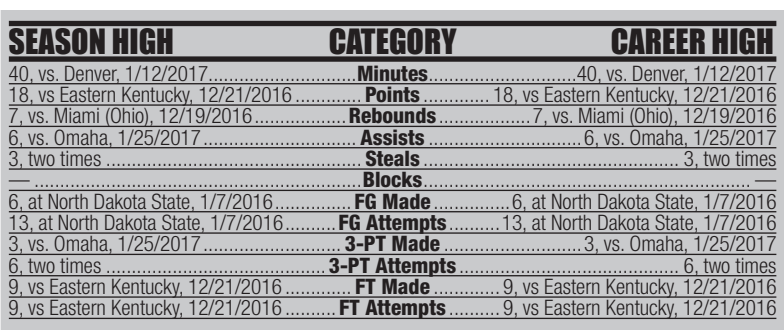 SEASON HIGH CATEGORY CAREER HIGH
40, vs. Denver, 1/12/2017..............................Minutes..............................40, vs. Denver, 1/12/2017
18, vs Eastern Kentucky, 12/21/2016..............Points..............18, vs Eastern Kentucky, 12/21/2016
7, vs. Miami (Ohio), 12/19/2016....................Rebounds....................7, vs. Miami (Ohio), 12/19/2016
6, vs. Omaha, 1/25/2017................................Assists................................6, vs. Omaha, 1/25/2017
3, two times....................................................Steals....................................................3, two times
—..................................................................Blocks..................................................................—
6, at North Dakota State, 1/7/2016................FG Made................6, at North Dakota State, 1/7/2016
13, at North Dakota State, 1/7/2016..........FG Attempts..........13, at North Dakota State, 1/7/2016
3, vs. Omaha, 1/25/2017............................3-PT Made............................3, vs. Omaha, 1/25/2017
6, two times.............................................3-PT Attempts.............................................6, two times
9, vs Eastern Kentucky, 12/21/2016............FT Made............9, vs Eastern Kentucky, 12/21/2016
9, vs Eastern Kentucky, 12/21/2016..........FT Attempts..........9, vs Eastern Kentucky, 12/21/2016